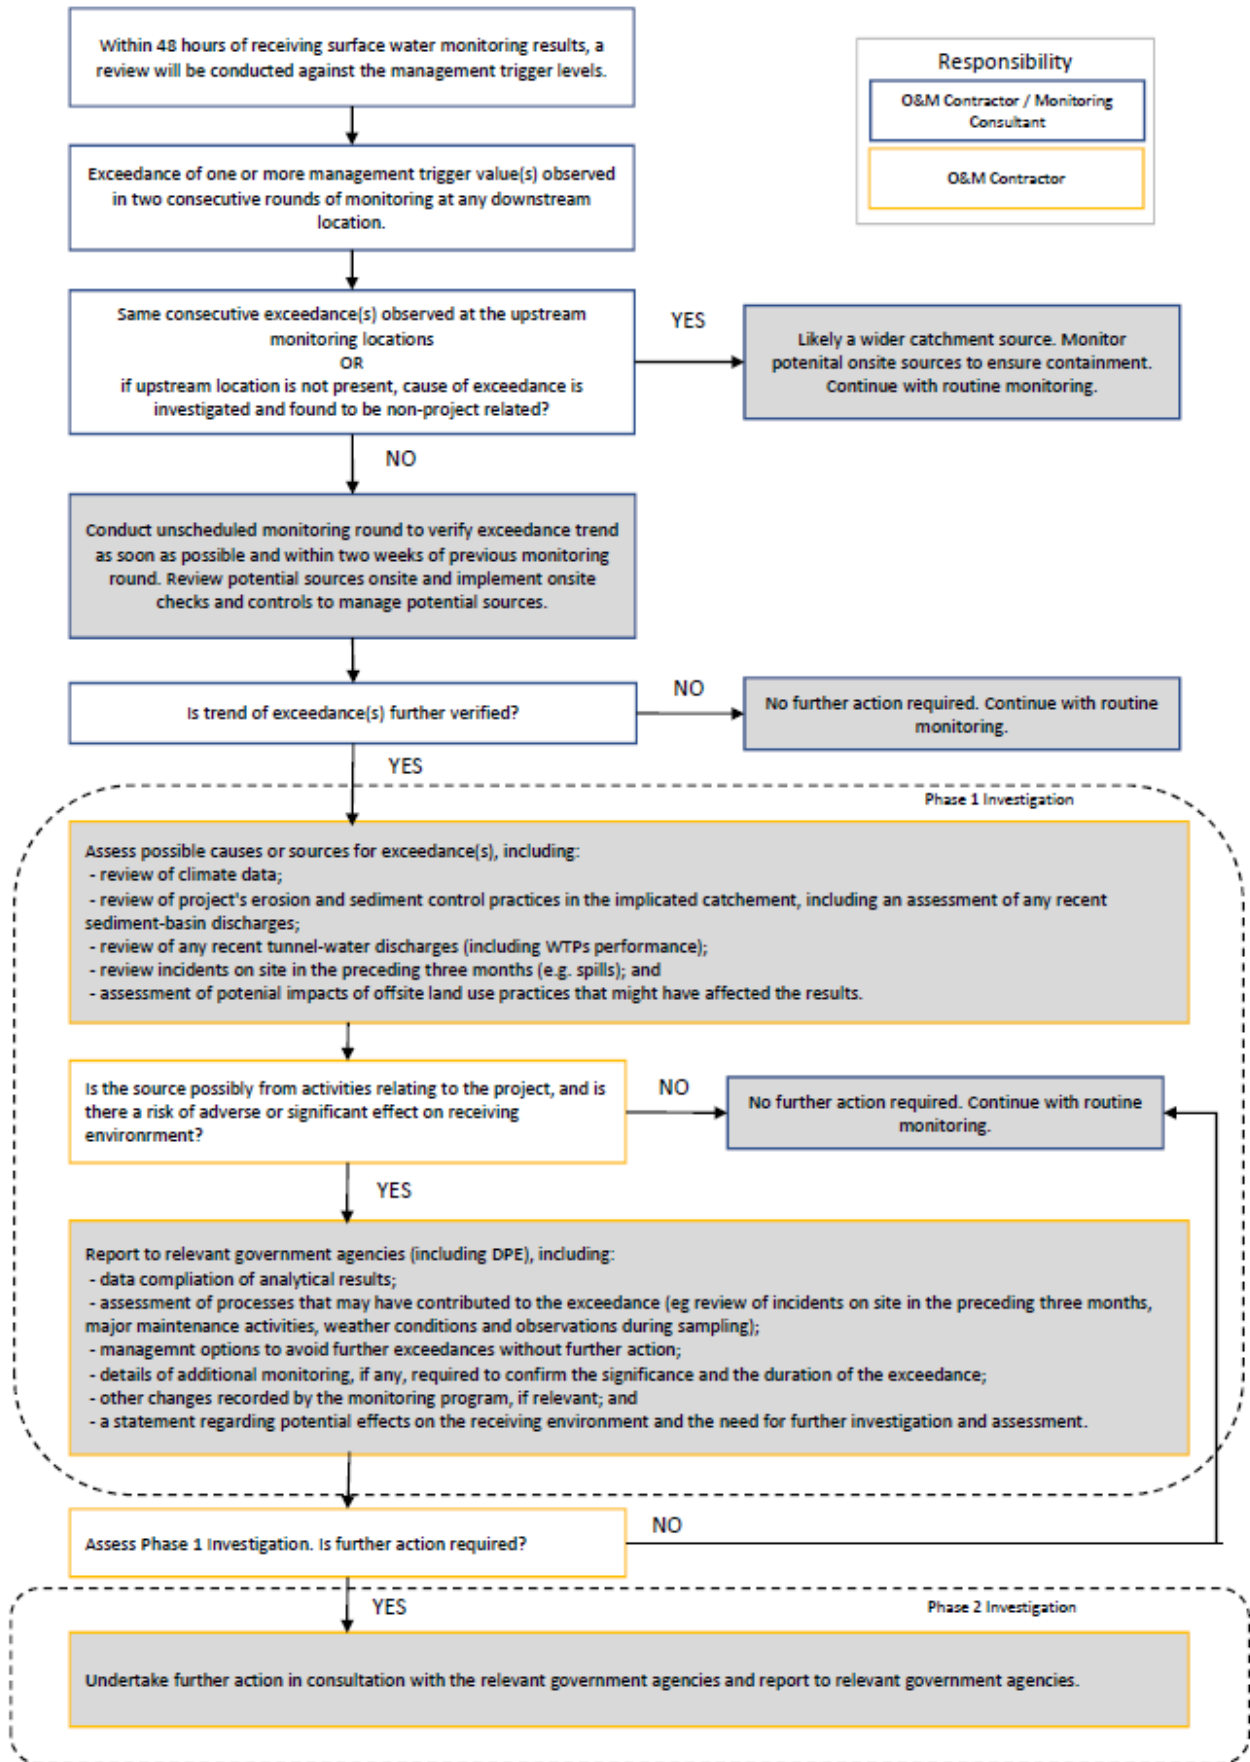 Within 48 hours of receiving surface water monitoring results, a
review will be conducted against the management trigger levels.
Responsibility
O&M Contractor / Monitoring
Consultant
O&M Contractor
Exceedance of one or more management trigger value(s) observed
in two consecutive rounds of monitoring at any downstream
location.
Same consecutive exceedance(s) observed at the upstream
monitoring locations
OR
if upstream location is not present, cause of exceedance is
investigated and found to be non-project related?
YES
Likely a wider catchment source. Monitor
potenital onsite sources to ensure containment.
Continue with routine monitoring.
NO
Conduct unscheduled monitoring round to verify exceedance trend
as soon as possible and within two weeks of previous monitoring
round. Review potential sources onsite and implement onsite
checks and controls to manage potential sources.
Is trend of exceedance(s) further verified?
NO
No further action required. Continue with routine
monitoring.
YES
Phase 1 Investigation
Assess possible causes or sources for exceedance(s), including:
- review of climate data;
- review of project's erosion and sediment control practices in the implicated catchement, including an assessment of any recent
sediment-basin discharges;
- review of any recent tunnel-water discharges (including WTPs performance);
- review incidents on site in the preceding three months (e.g. spills); and
- assessment of potenial impacts of offsite land use practices that might have affected the results.
Is the source possibly from activities relating to the project, and is
there a risk of adverse or significant effect on receiving
environrment?
NO
No further action required. Continue with routine
monitoring.
YES
Report to relevant government agencies (including DPE), including:
- data compliation of analytical results;
- assessment of processes that may have contributed to the exceedance (eg review of incidents on site in the preceding three months,
major maintenance activities, weather conditions and observations during sampling);
- managemnt options to avoid further exceedances without further action;
- details of additional monitoring, if any, required to confirm the significance and the duration of the exceedance;
- other changes recorded by the monitoring program, if relevant; and
- a statement regarding potential effects on the receiving environment and the need for further investigation and assessment.
Assess Phase 1 Investigation. Is further action required?
NO
YES
Phase 2 Investigation
Undertake further action in consultation with the relevant government agencies and report to relevant government agencies.